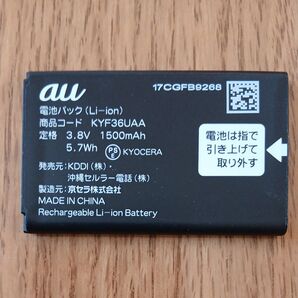 au
17CGFB9268
電池パック(Li-ion)
商品コード KYF36UAA
定格 3.8V 1500mAh
5.7Wh PSE KYOCERA
発売元:KDDI(株)・
沖縄セルラー電話(株)
製造元:京セラ株式会社
MADE IN CHINA
Rechargeable Li-ion Battery
電池は指で
引き上げて
取り外す